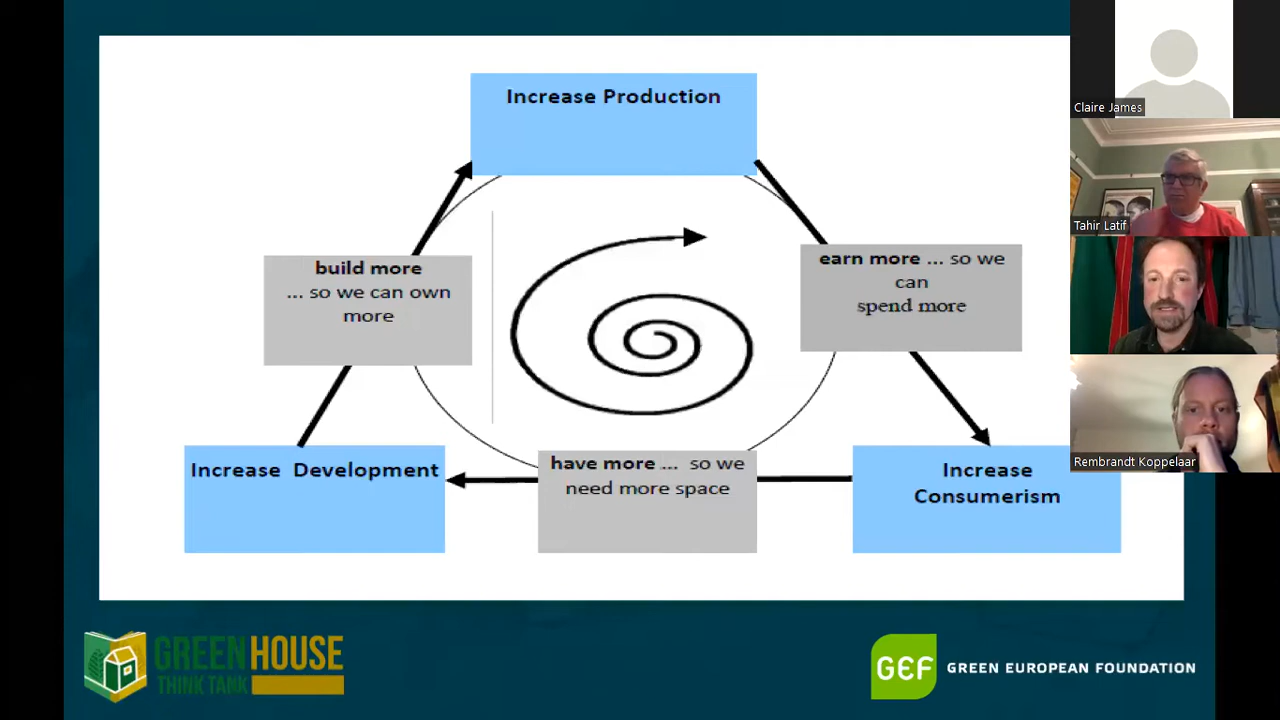 Increase Production
build more
... so we can own
more
earn more ... so we
can
spend more
Increase Development
have more ... so we
need more space
Increase
Consumerism
Claire James
Tahir Latif
Rembrandt Koppelaar
GREENHOUSE
THINK TANK
GEF
GREEN EUROPEAN FOUNDATION